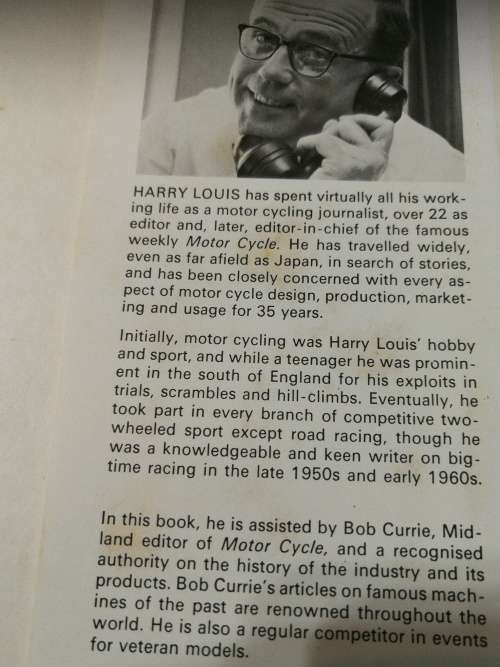 HARRY LOUIS has spent virtually all his work-
ing life as a motor cycling journalist, over 22 as
editor and, later, editor-in-chief of the famous
weekly Motor Cycle. He has travelled widely,
even as far afield as Japan, in search of stories,
and has been closely concerned with every as-
pect of motor cycle design, production, market-
ing and usage for 35 years.
Initially, motor cycling was Harry Louis' hobby
and sport, and while a teenager he was promin-
ent in the south of England for his exploits in
trials, scrambles and hill-climbs. Eventually, he
took part in every branch of competitive two-
wheeled sport except road racing, though he
was a knowledgeable and keen writer on big-
time racing in the late 1950s and early 1960s.
In this book, he is assisted by Bob Currie, Mid-
land editor of Motor Cycle, and a recognised
authority on the history of the industry and its
products. Bob Currie's articles on famous mach-
ines of the past are renowned throughout the
world. He is also a regular competitor in events
for veteran models.